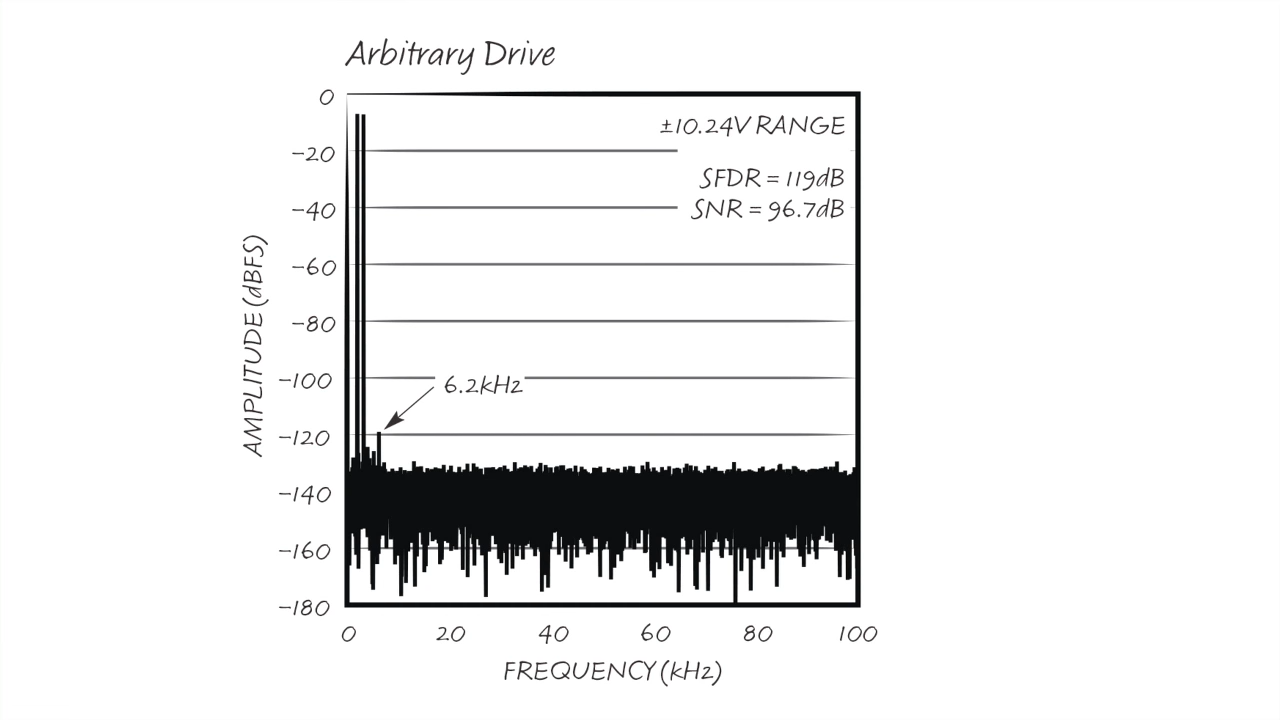 Arbitrary Drive
±10.24V RANGE
SFDR = 119dB
SNR = 96.7dB
6.2kHz
AMPLITUDE (dBFS)
0
−20
−40
−60
−80
−100
−120
−140
−160
−180
0 20 40 60 80 100
FREQUENCY (kHz)